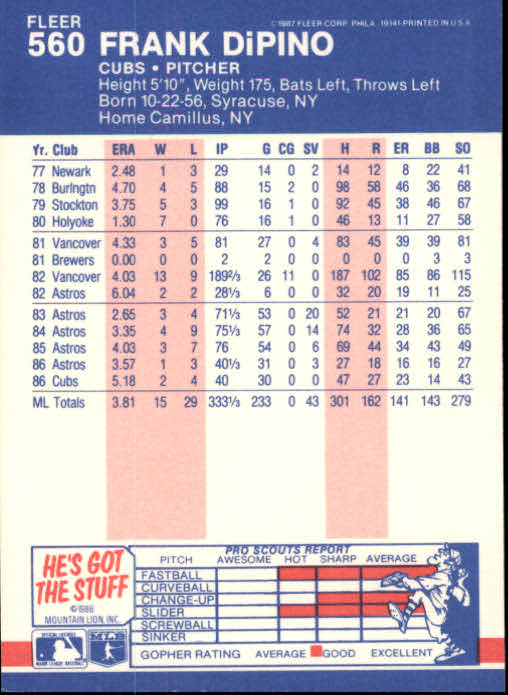 FLEER
©1987 FLEER CORP. PHILA. 19141-PRINTED IN U.S.A.
560 FRANK DiPINO
CUBS • PITCHER
Height 5'10", Weight 175, Bats Left, Throws Left
Born 10-22-56, Syracuse, NY
Home Camillus, NY
Yr. Club ERA W L IP G CG SV H R ER BB SO
77 Newark 2.48 1 3 29 14 0 2 14 12 8 22 41
78 Burlngtn 4.70 4 5 88 15 2 0 98 58 46 36 68
79 Stockton 3.75 5 3 99 16 1 0 92 45 38 46 67
80 Holyoke 1.30 7 0 76 16 1 0 46 13 11 27 58
81 Vancover 4.33 3 5 81 27 0 4 83 45 39 39 81
81 Brewers 0.00 0 0 2 2 0 0 0 0 0 3 3
82 Vancover 4.03 13 9 189⅔ 26 11 0 187 102 85 86 115
82 Astros 6.04 2 2 28⅓ 6 0 0 32 20 19 11 25
83 Astros 2.65 3 4 71⅓ 53 0 20 52 21 21 20 67
84 Astros 3.35 4 9 75⅓ 57 0 14 74 32 28 36 65
85 Astros 4.03 3 7 76 54 0 6 69 44 34 43 49
86 Astros 3.57 1 3 40⅓ 31 0 3 27 18 16 16 27
86 Cubs 5.18 2 4 40 30 0 0 47 27 23 14 43
ML Totals 3.81 15 29 333⅓ 233 0 43 301 162 141 143 279
HE'S GOT
THE STUFF
©1986
MOUNTAIN LION, INC.
OFFICIAL LICENSEE
MAJOR LEAGUE BASEBALL
MLB
PRO SCOUTS REPORT
PITCH AWESOME HOT SHARP AVERAGE
FASTBALL
CURVEBALL
CHANGE-UP
SLIDER
SCREWBALL
SINKER
GOPHER RATING AVERAGE GOOD EXCELLENT